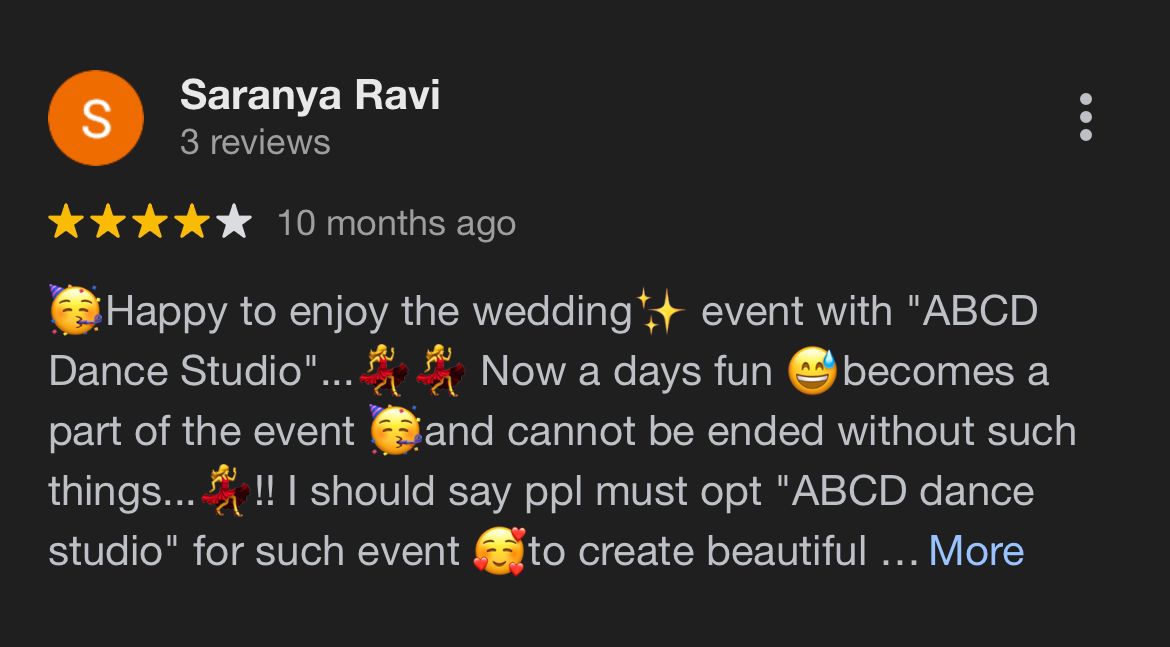 S
Saranya Ravi
3 reviews
10 months ago
🥳Happy to enjoy the wedding✨ event with "ABCD
Dance Studio"...💃💃 Now a days fun 😅becomes a
part of the event 🥳and cannot be ended without such
things...💃!! I should say ppl must opt "ABCD dance
studio" for such event 🥰to create beautiful … More